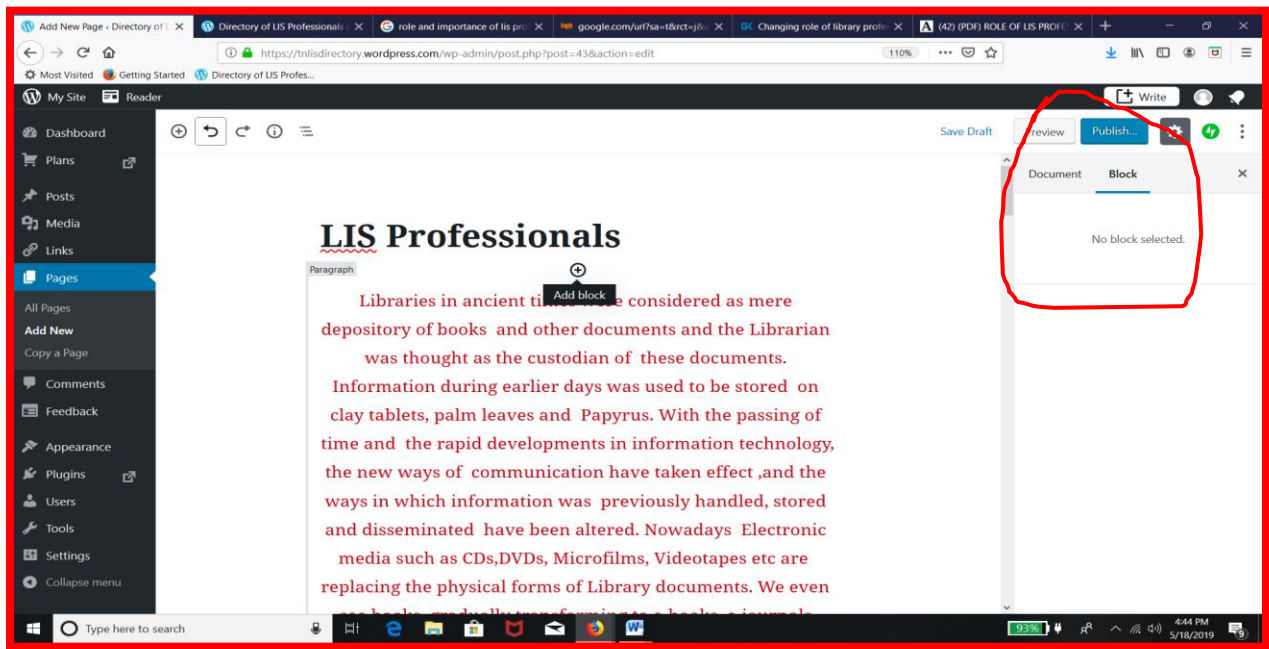 Add New Page ‹ Directory of L
Directory of LIS Professionals
role and importance of lis prof
google.com/url?sa=t&rct=j&
Changing role of library profes
(42) (PDF) ROLE OF LIS PROFES
https://tnlisdirectory.wordpress.com/wp-admin/post.php?post=43&action=edit
110%
Most Visited
Getting Started
Directory of LIS Profes...
My Site
Reader
Write
Dashboard
Plans
Posts
Media
Links
Pages
All Pages
Add New
Copy a Page
Comments
Feedback
Appearance
Plugins
Users
Tools
Settings
Collapse menu
Save Draft
Preview
Publish...
Document
Block
No block selected.
LIS Professionals
Paragraph
Add block
Libraries in ancient were considered as mere
depository of books and other documents and the Librarian
was thought as the custodian of these documents.
Information during earlier days was used to be stored on
clay tablets, palm leaves and Papyrus. With the passing of
time and the rapid developments in information technology,
the new ways of communication have taken effect ,and the
ways in which information was previously handled, stored
and disseminated have been altered. Nowadays Electronic
media such as CDs,DVDs, Microfilms, Videotapes etc are
replacing the physical forms of Library documents. We even
Type here to search
93%
4:44 PM
5/18/2019